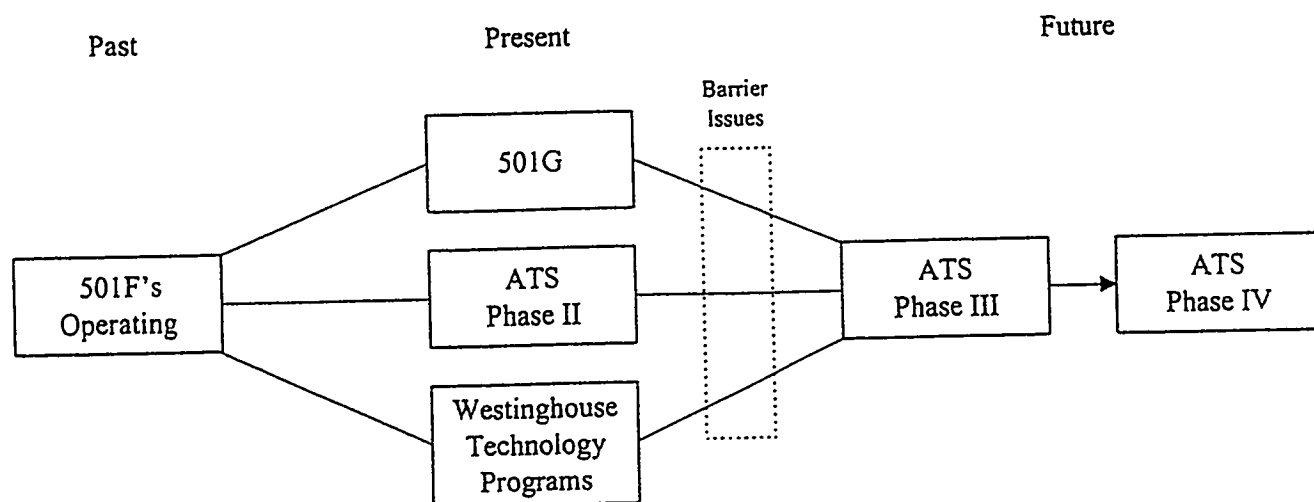 Past
Present
Future
Barrier
Issues
501G
501F's
Operating
ATS
Phase II
ATS
Phase III
ATS
Phase IV
Westinghouse
Technology
Programs